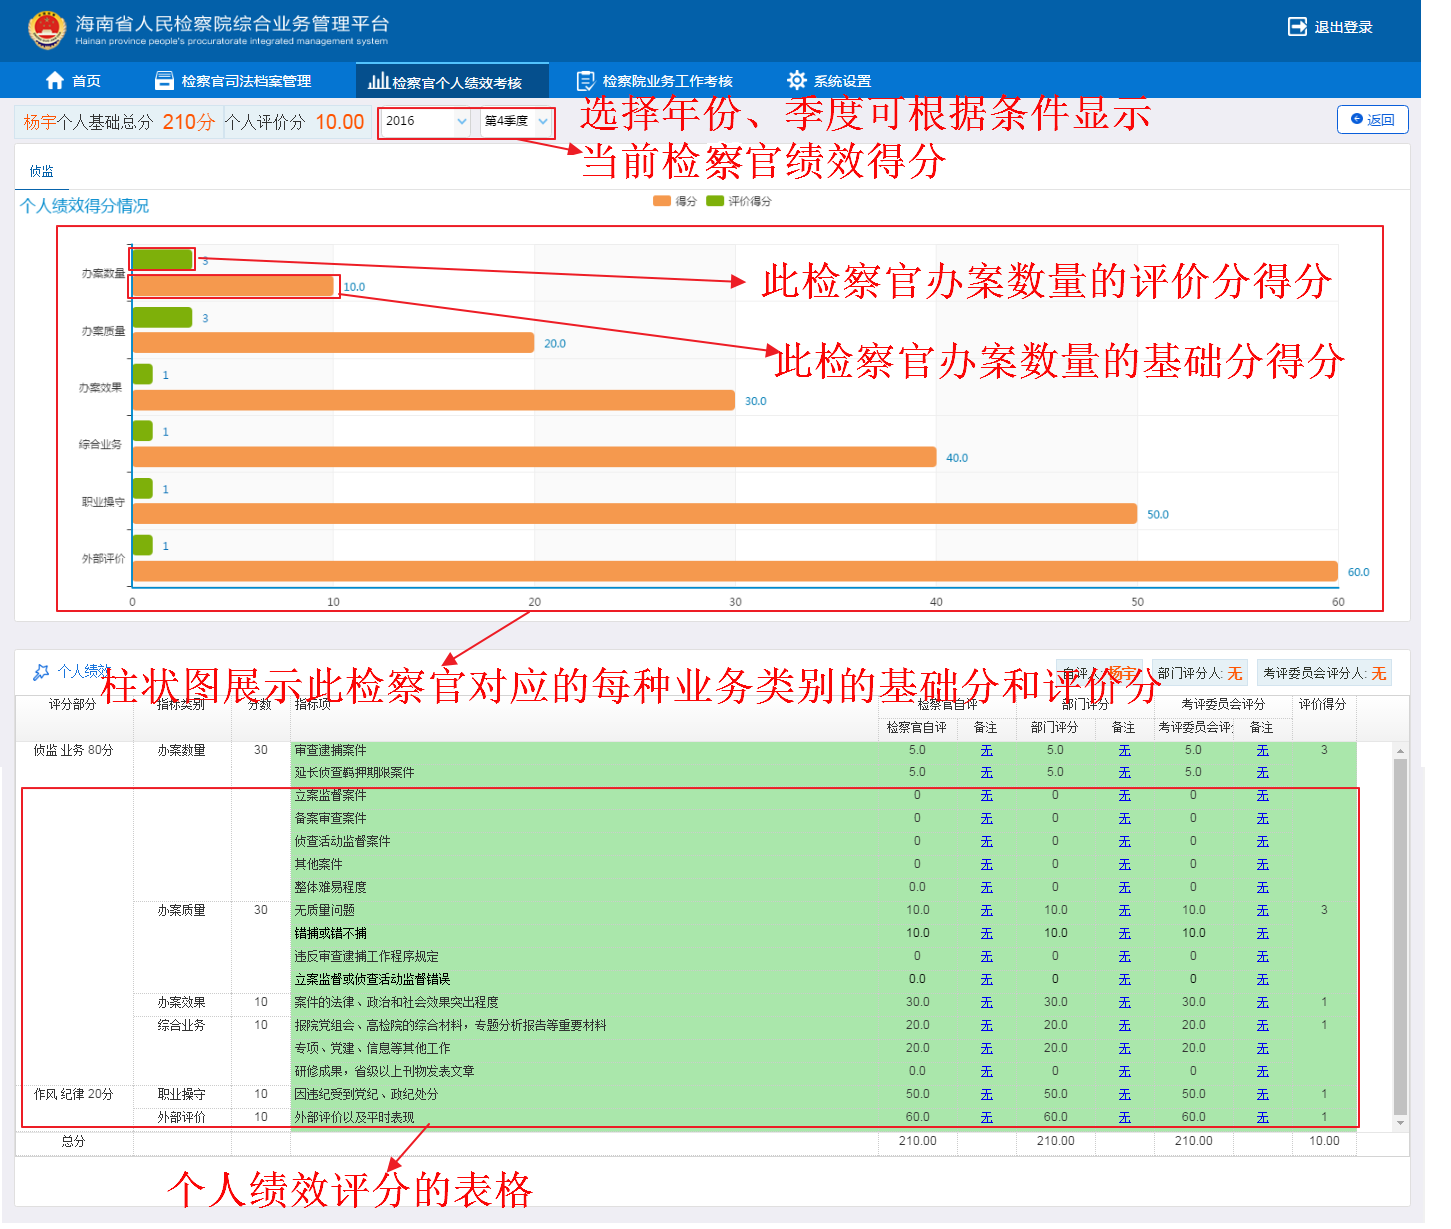 海南省人民检察院综合业务管理平台
Hainan province people's procuratorate integrated management system
退出登录
首页
检察官司法档案管理
检察官个人绩效考核
检察院业务工作考核
系统设置
杨宇个人基础总分 210分
个人评价分 10.00
2016
第4季度
选择年份、季度可根据条件显示
当前检察官绩效得分
返回
侦监
个人绩效得分情况
得分 评价得分
办案数量 3 10.0
此检察官办案数量的评价分得分
办案质量 3 20.0
此检察官办案数量的基础分得分
办案效果 1 30.0
综合业务 1 40.0
职业操守 1 50.0
外部评价 1 60.0
0 10 20 30 40 50 60
个人绩效
柱状图展示此检察官对应的每种业务类别的基础分和评价分
自评人: 杨宇 部门评分人: 无 考评委员会评分人: 无
评分部分 指标类别 分数 指标项 检察官自评 部门评分 考评委员会评分 评价得分
检察官自评 备注 部门评分 备注 考评委员会评分 备注
侦监 业务 80分 办案数量 30 审查逮捕案件 5.0 无 5.0 无 5.0 无 3
延长侦查羁押期限案件 5.0 无 5.0 无 5.0 无
立案监督案件 0 无 0 无 0 无
备案审查案件 0 无 0 无 0 无
侦查活动监督案件 0 无 0 无 0 无
其他案件 0 无 0 无 0 无
整体难易程度 0.0 无 0 无 0 无
办案质量 30 无质量问题 10.0 无 10.0 无 10.0 无 3
错捕或错不捕 10.0 无 10.0 无 10.0 无
违反审查逮捕工作程序规定 0 无 0 无 0 无
立案监督或侦查活动监督错误 0.0 无 0 无 0 无
办案效果 10 案件的法律、政治和社会效果突出程度 30.0 无 30.0 无 30.0 无 1
综合业务 10 报院党组会、高检院的综合材料，专题分析报告等重要材料 20.0 无 20.0 无 20.0 无 1
专项、党建、信息等其他工作 20.0 无 20.0 无 20.0 无
研修成果，省级以上刊物发表文章 0.0 无 0 无 0 无
作风 纪律 20分 职业操守 10 因违纪受到党纪、政纪处分 50.0 无 50.0 无 50.0 无 1
外部评价 10 外部评价以及平时表现 60.0 无 60.0 无 60.0 无 1
总分 210.00 210.00 210.00 10.00
个人绩效评分的表格